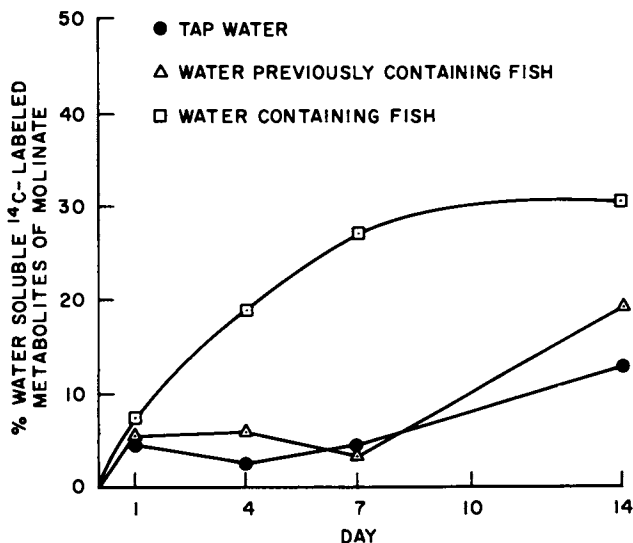 50
40
30
20
10
0
% WATER SOLUBLE ¹⁴C-LABELED
METABOLITES OF MOLINATE
TAP WATER
WATER PREVIOUSLY CONTAINING FISH
WATER CONTAINING FISH
1 4 7 10 14
DAY